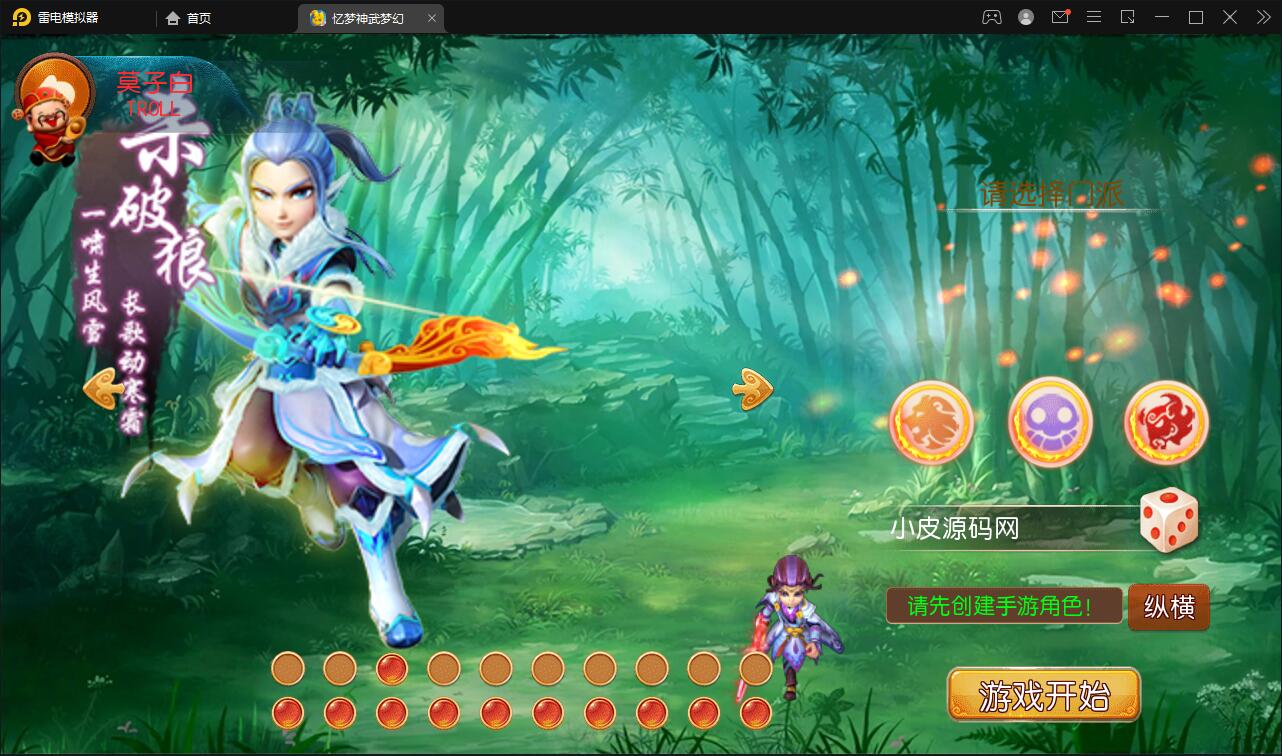 雷电模拟器
首页
忆梦神武梦幻
莫子白
TROLL
杀破狼
一啸生风雪
长歌动寒霜
请选择门派
小皮源码网
请先创建手游角色!
纵横
游戏开始